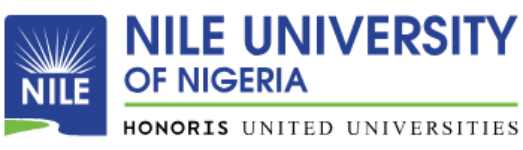 NILE
NILE UNIVERSITY
OF NIGERIA
HONORIS UNITED UNIVERSITIES